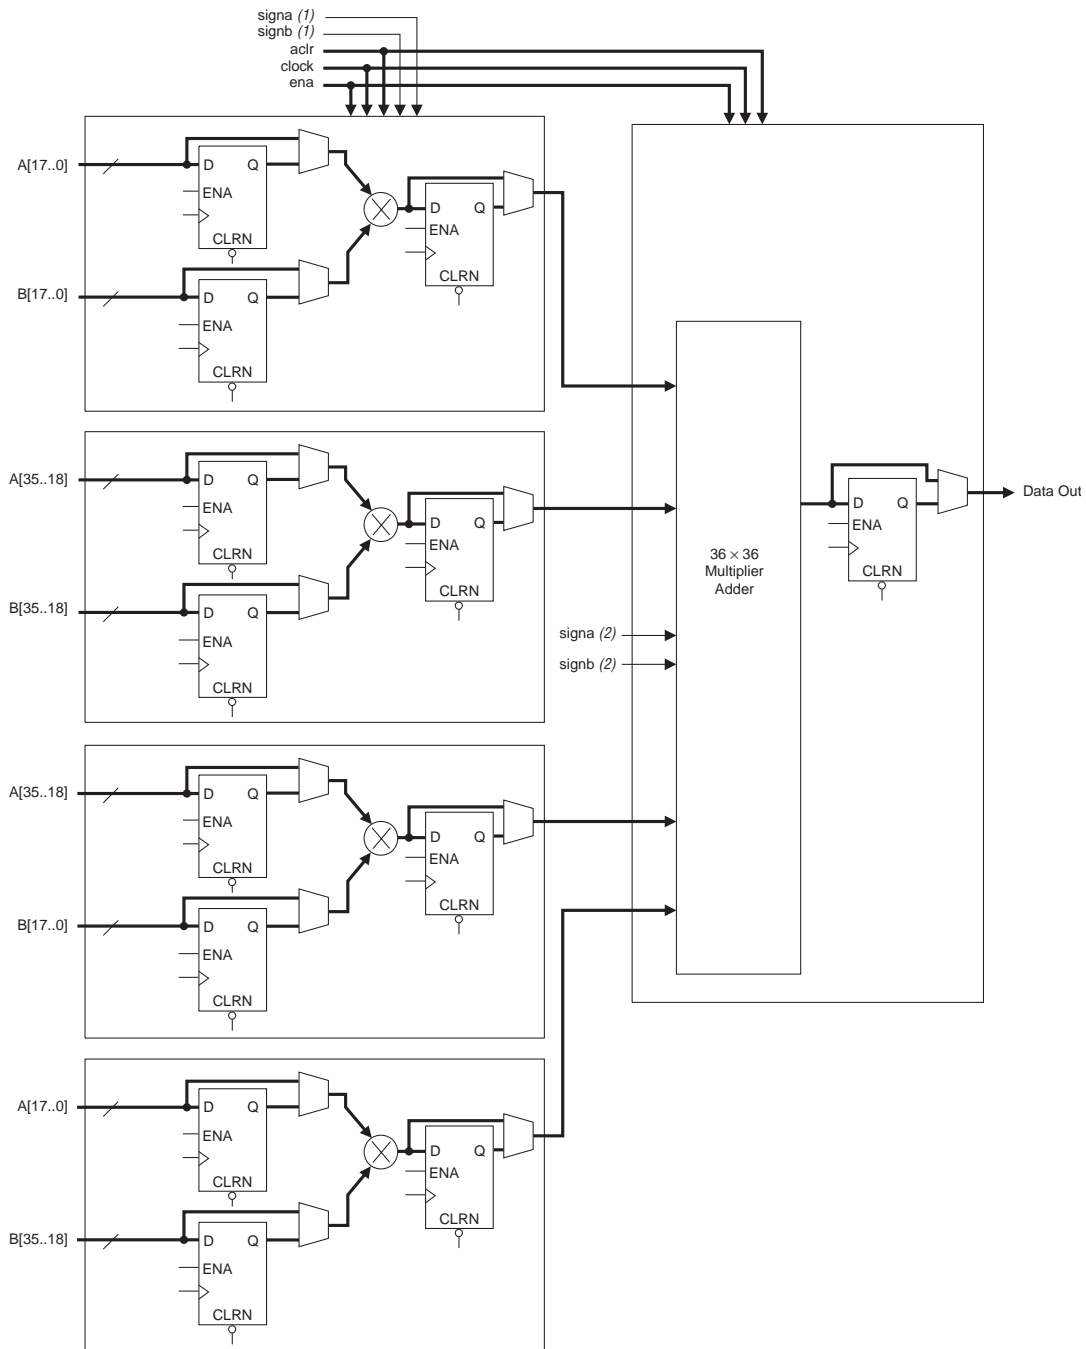 signa (1)
signb (1)
aclr
clock
ena
A[17..0]
D Q
ENA
CLRN
D Q
ENA
CLRN
B[17..0]
D Q
ENA
CLRN
A[35..18]
D Q
ENA
CLRN
D Q
ENA
CLRN
B[35..18]
D Q
ENA
CLRN
A[35..18]
D Q
ENA
CLRN
D Q
ENA
CLRN
B[17..0]
D Q
ENA
CLRN
A[17..0]
D Q
ENA
CLRN
D Q
ENA
CLRN
B[35..18]
D Q
ENA
CLRN
36 × 36
Multiplier
Adder
signa (2)
signb (2)
D Q
ENA
CLRN
Data Out